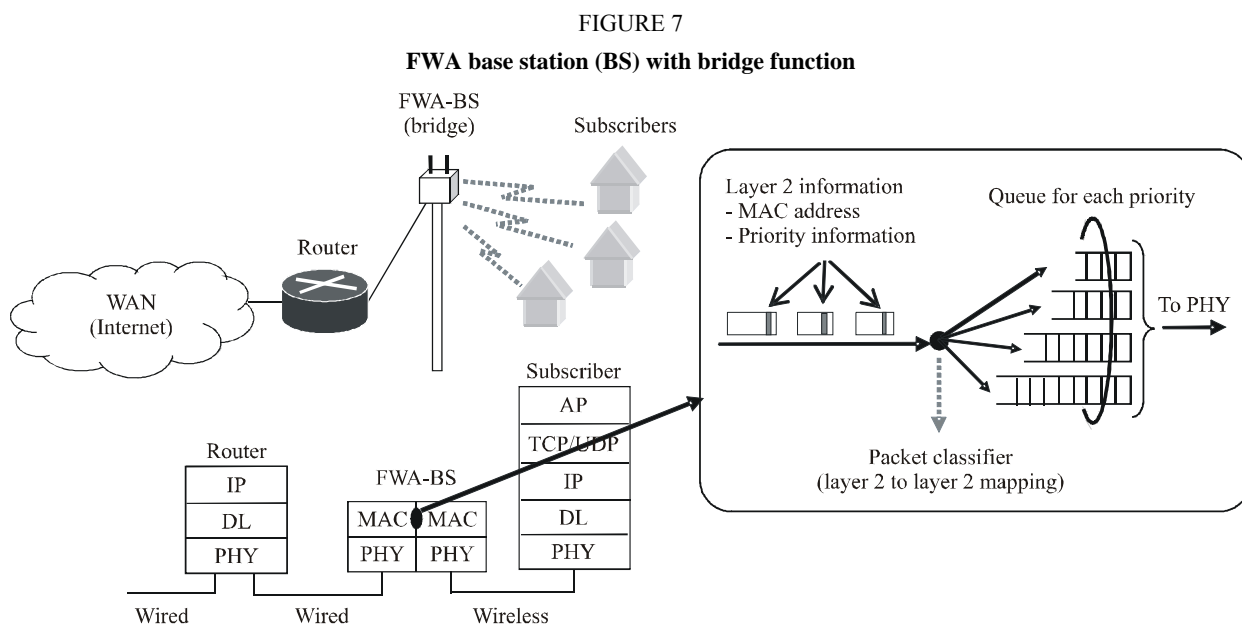 FIGURE 7
FWA base station (BS) with bridge function
FWA-BS
(bridge)
Subscribers
Router
WAN
(Internet)
Layer 2 information
- MAC address
- Priority information
Queue for each priority
To PHY
Packet classifier
(layer 2 to layer 2 mapping)
Router
IP
DL
PHY
FWA-BS
MAC MAC
PHY PHY
Subscriber
AP
TCP/UDP
IP
DL
PHY
Wired
Wired
Wireless